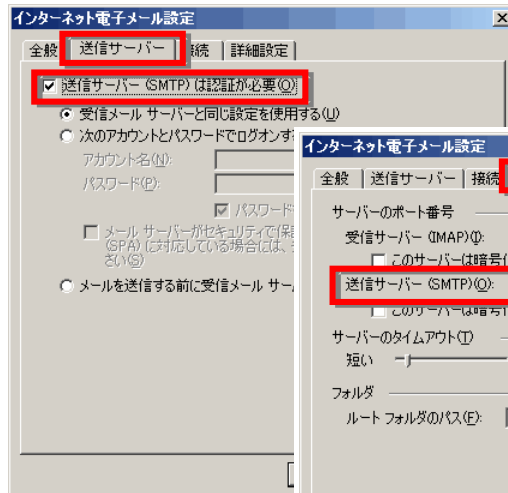 インターネット電子メール設定
全般 送信サーバー 接続 詳細設定
送信サーバー (SMTP) は認証が必要(O)
受信メール サーバーと同じ設定を使用する(U)
次のアカウントとパスワードでログオンす
アカウント名(N):
パスワード(P):
パスワード
メール サーバーがセキュリティで保
(SPA) に対応している場合には、
さい(S)
メールを送信する前に受信メール サー
インターネット電子メール設定
全般 送信サーバー 接続
サーバーのポート番号
受信サーバー (IMAP)(I):
このサーバーは暗号
送信サーバー (SMTP)(O):
このサーバーは暗号
サーバーのタイムアウト(T)
短い
フォルダ
ルート フォルダのパス(F):